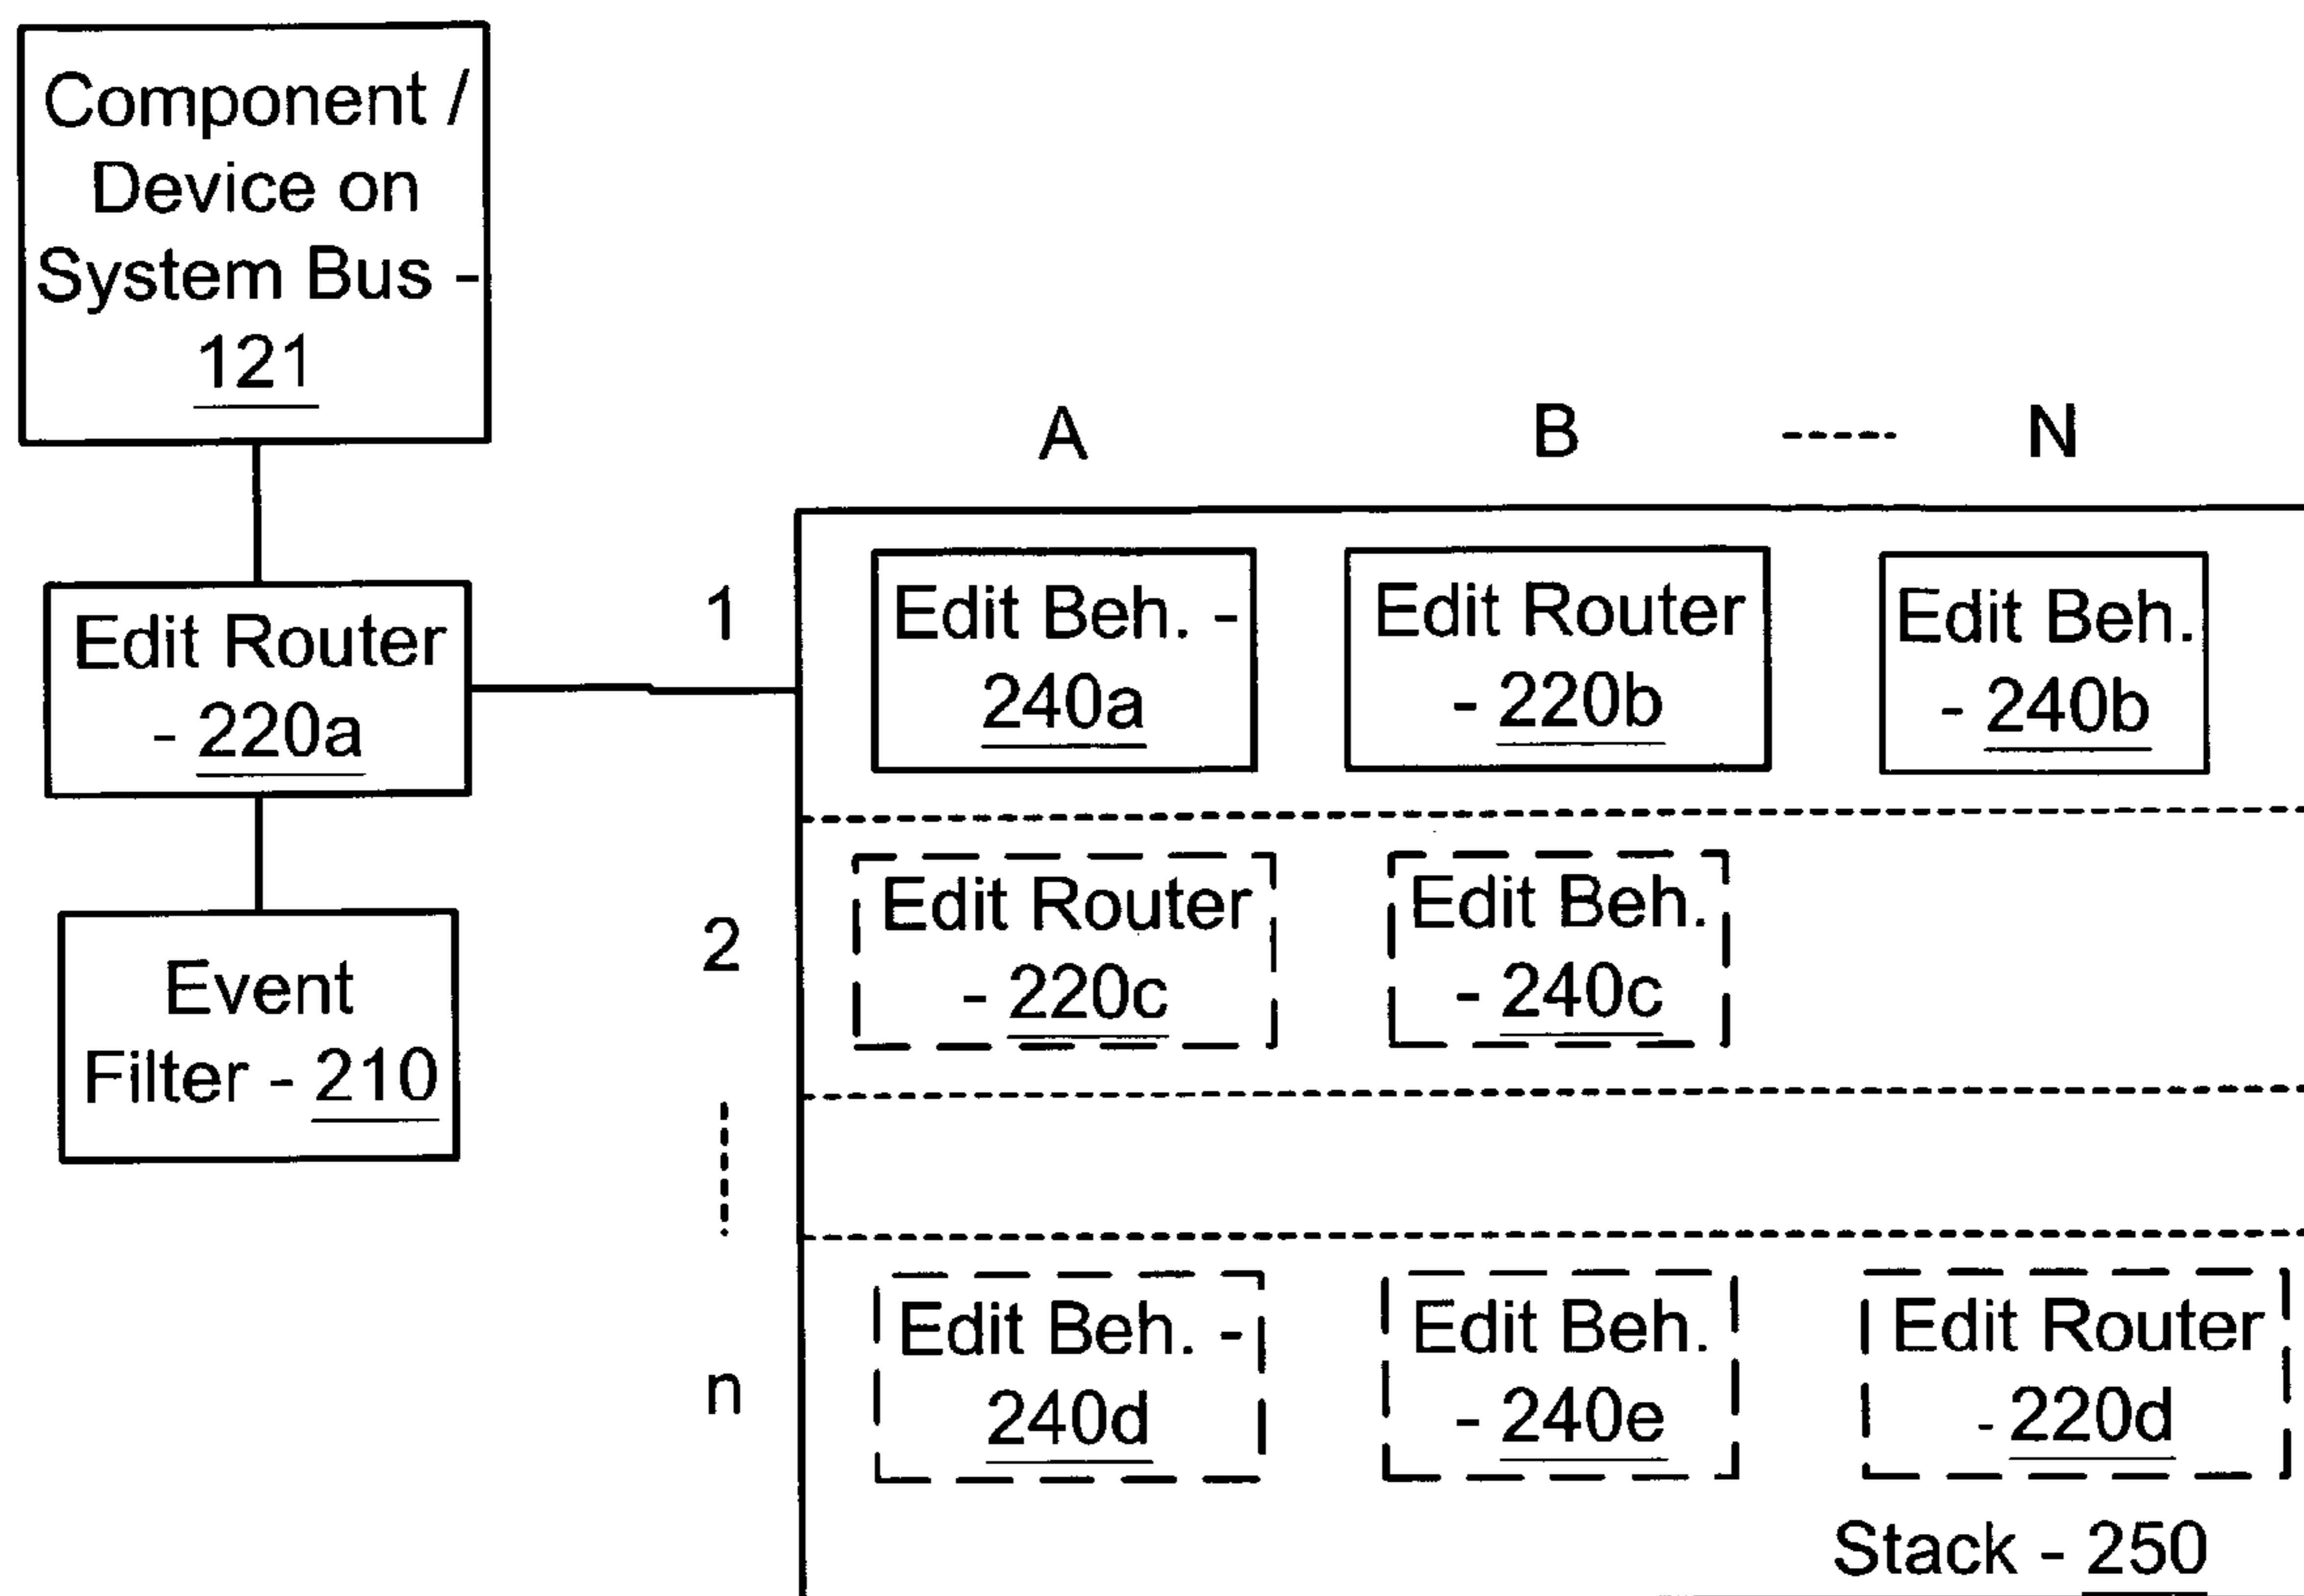 Component /
Device on
System Bus -
121
A B ----- N
Edit Router
- 220a
Event
Filter - 210
1
Edit Beh. -
240a
Edit Router
- 220b
Edit Beh.
- 240b
2
Edit Router
- 220c
Edit Beh.
- 240c
n
Edit Beh. -
240d
Edit Beh.
- 240e
Edit Router
- 220d
Stack - 250